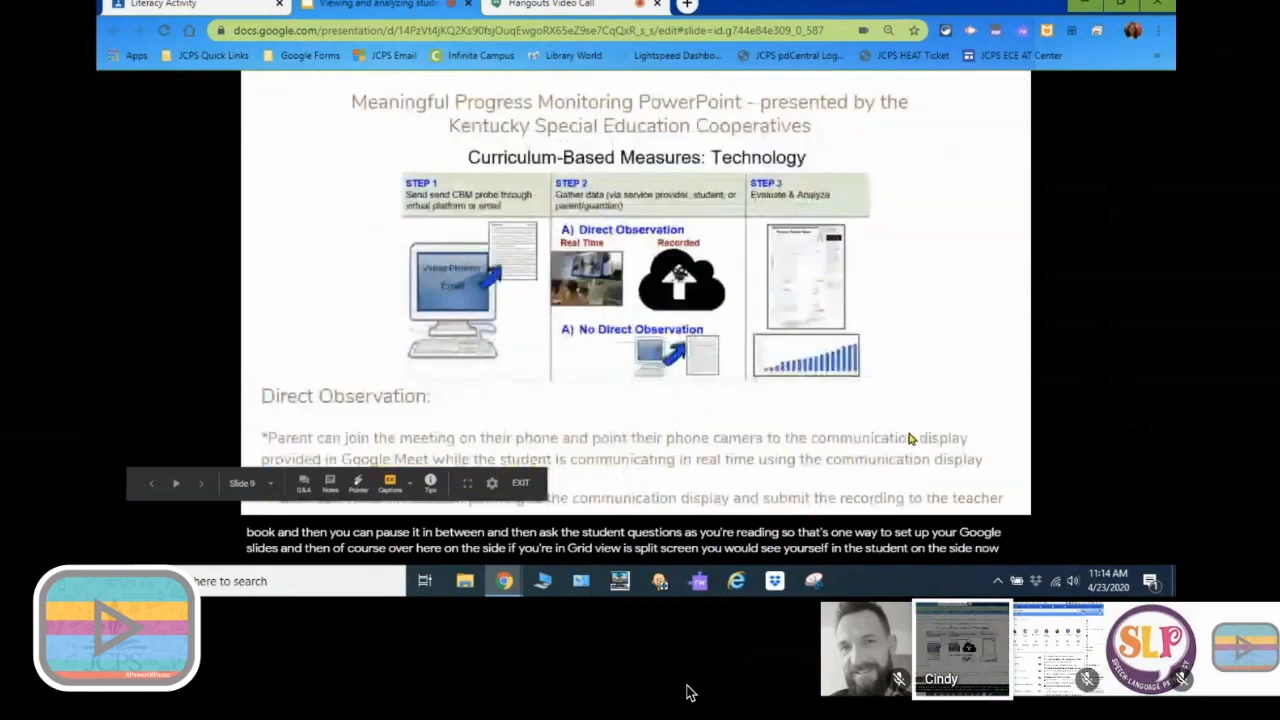 Literacy Activity
Viewing and analyzing stud
Hangouts Video Call
docs.google.com/presentation/d/14PzVt4jKQ2Ks90fsjOuqEwgoRX65eZ9se7CqQxR_s_s/edit#slide=id.g744e84e309_0_587
Apps JCPS Quick Links Google Forms JCPS Email Infinite Campus Library World Lightspeed Dashbo... JCPS pdCentral Log... JCPS HEAT Ticket JCPS ECE AT Center
Meaningful Progress Monitoring PowerPoint - presented by the
Kentucky Special Education Cooperatives
Curriculum-Based Measures: Technology
STEP 1
Send send CBM probe through
virtual platform or email
STEP 2
Gather data (via service provider, student, or
parent/guardian)
STEP 3
Evaluate & Analyze
Virtual Platform
Email
A) Direct Observation
Real Time Recorded
A) No Direct Observation
Direct Observation:
*Parent can join the meeting on their phone and point their phone camera to the communication display
provided in Google Meet while the student is communicating in real time using the communication display
the communication display and submit the recording to the teacher
Slide 9 Q&A Notes Pointer Captions Tips EXIT
book and then you can pause it in between and then ask the student questions as you're reading so that's one way to set up your Google
slides and then of course over here on the side if you're in Grid view is split screen you would see yourself in the student on the side now
here to search
11:14 AM
4/23/2020
JCPS
Cindy
SLP